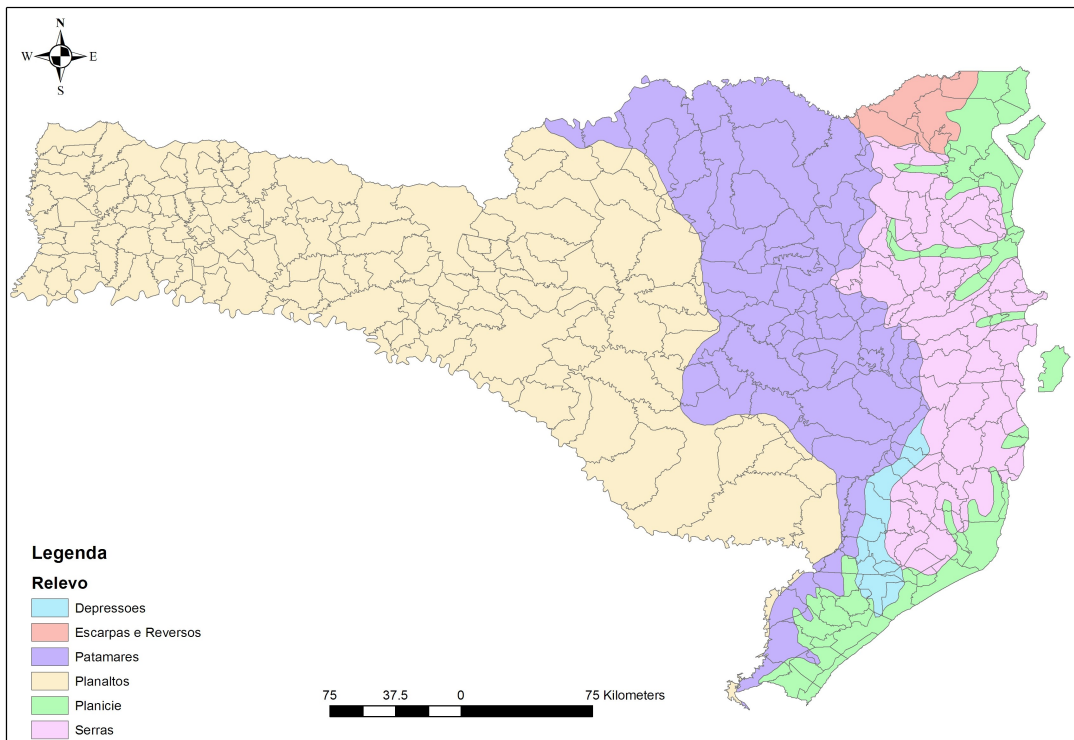 N
W E
S
Legenda
Relevo
Depressoes
Escarpas e Reversos
Patamares
Planaltos
Planicie
Serras
75 37.5 0 75 Kilometers